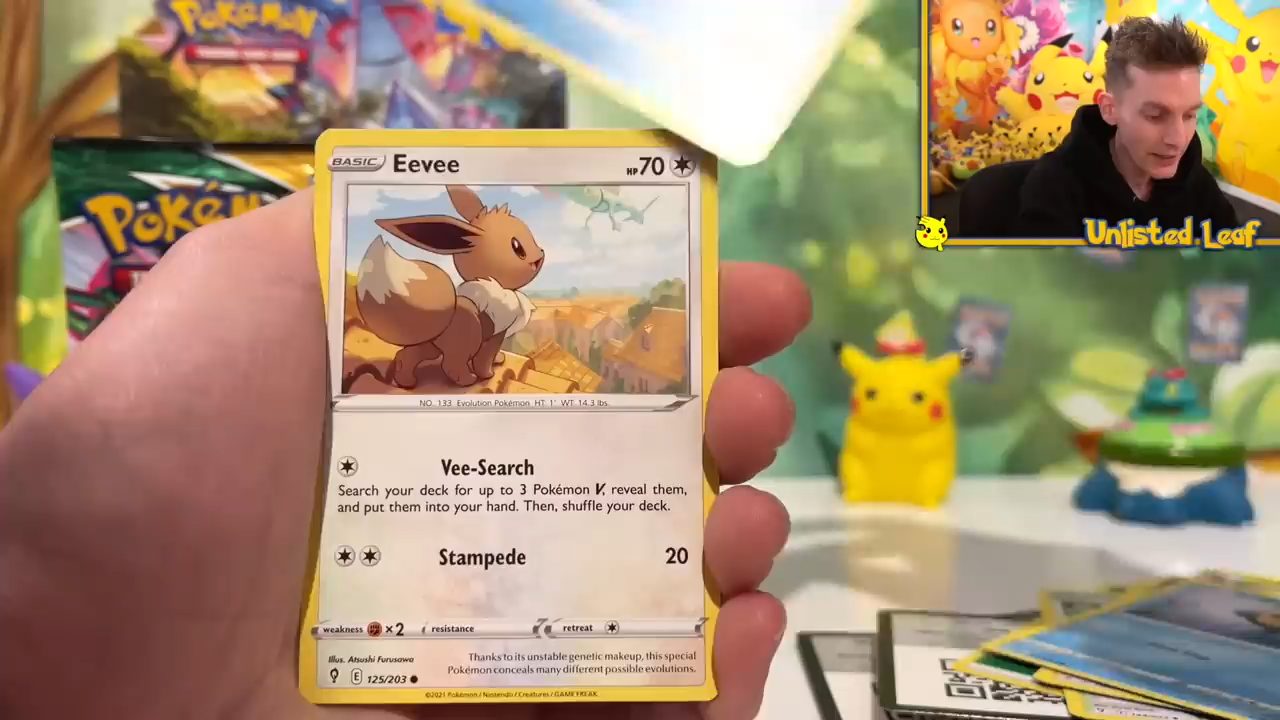 Pokémon
Pokém
Unlisted Leaf
BASIC Eevee HP 70
NO. 133 Evolution Pokémon HT: 1' WT: 14.3 lbs.
Vee-Search
Search your deck for up to 3 Pokémon V, reveal them,
and put them into your hand. Then, shuffle your deck.
Stampede 20
weakness ×2 resistance retreat
Illus. Atsushi Furusawa
Thanks to its unstable genetic makeup, this special
Pokémon conceals many different possible evolutions.
E 125/203
©2021 Pokémon / Nintendo / Creatures / GAME FREAK